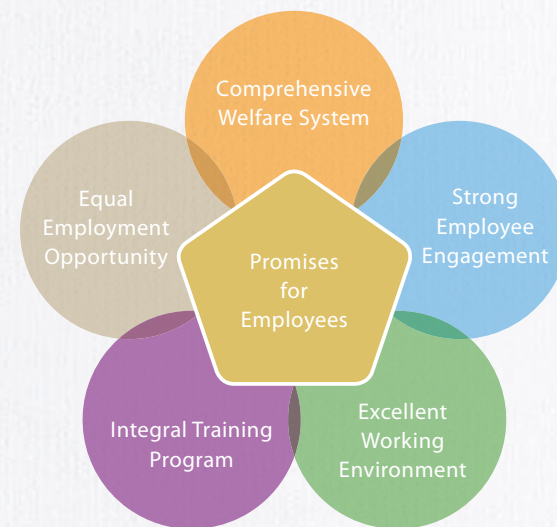 Comprehensive
Welfare System
Equal
Employment
Opportunity
Strong
Employee
Engagement
Promises
for
Employees
Integral Training
Program
Excellent
Working
Environment